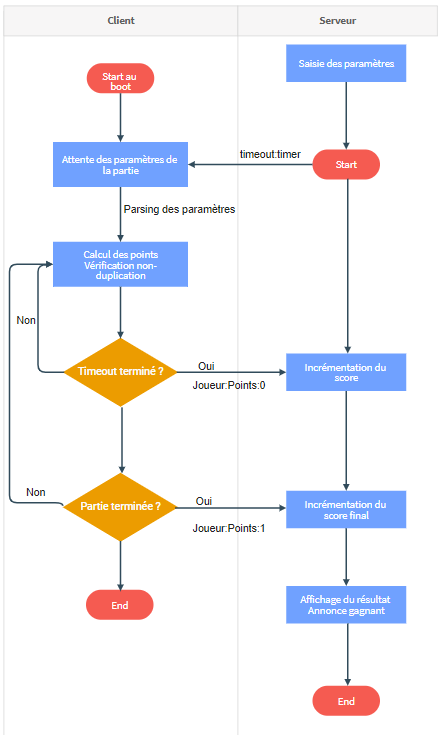 Client
Serveur
Start au
boot
Saisie des paramètres
timeout:timer
Attente des paramètres de
la partie
Start
Parsing des paramètres
Calcul des points
Vérification non-
duplication
Non
Timeout terminé ?
Oui
Joueur:Points:0
Incrémentation du
score
Non
Partie terminée ?
Oui
Joueur:Points:1
Incrémentation du
score final
End
Affichage du résultat
Annonce gagnant
End